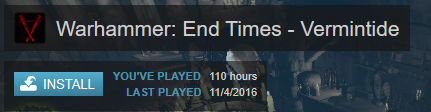 Warhammer: End Times - Vermintide
INSTALL YOU'VE PLAYED 110 hours
LAST PLAYED 11/4/2016